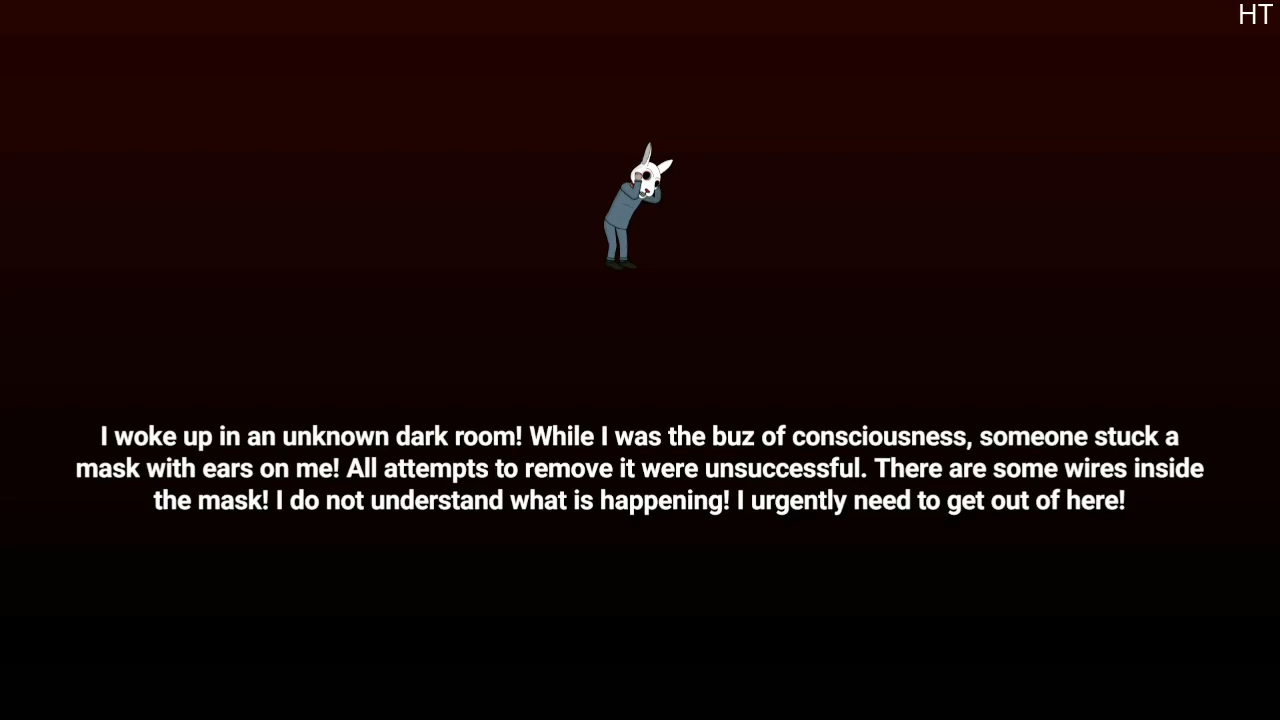 HT
I woke up in an unknown dark room! While I was the buz of consciousness, someone stuck a
mask with ears on me! All attempts to remove it were unsuccessful. There are some wires inside
the mask! I do not understand what is happening! I urgently need to get out of here!